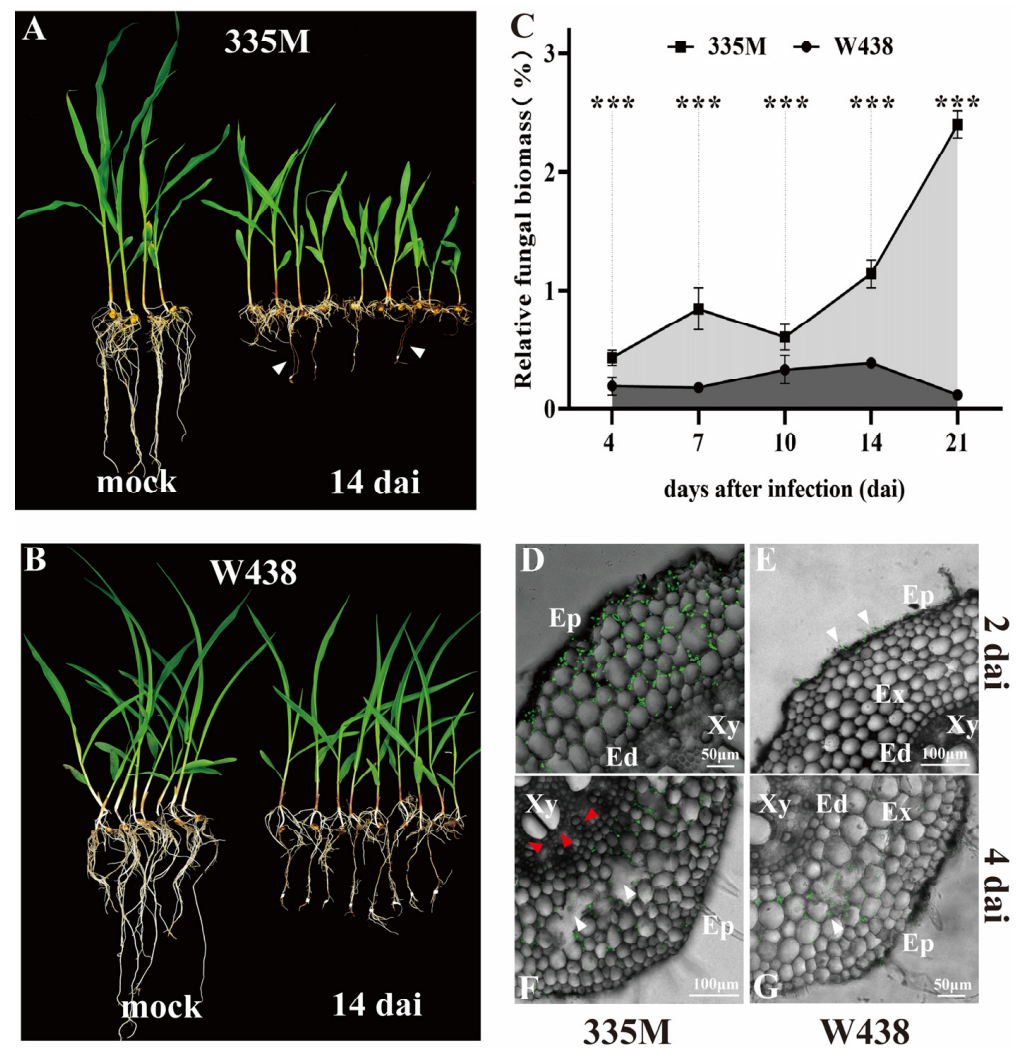 A
335M
mock
14 dai
C
335M
W438
Relative fungal biomass( %)
3
2
1
0
***
***
***
***
***
4
7
10
14
21
days after infection (dai)
B
W438
mock
14 dai
D
Ep
Xy
Ed
50μm
E
Ep
Ex
Xy
Ed
100μm
2 dai
Xy
Ep
F
100μm
Xy
Ed
Ex
Ep
G
50μm
4 dai
335M
W438